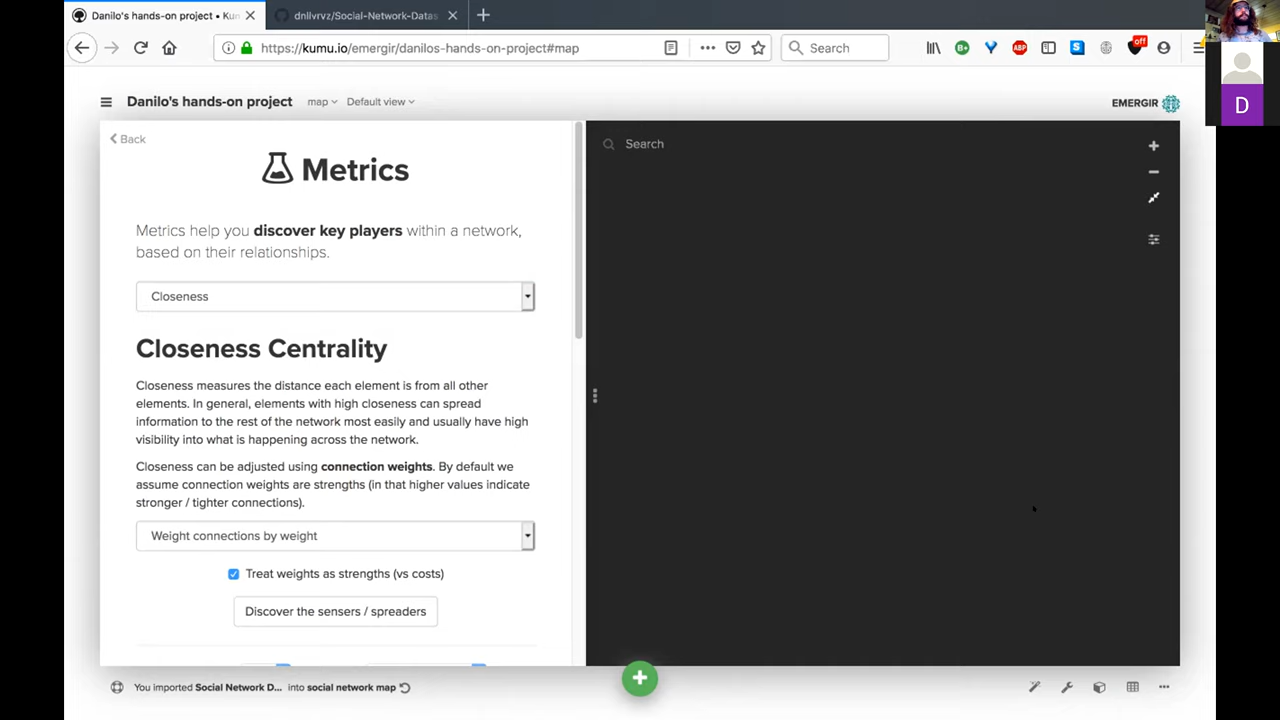 Danilo's hands-on project • Kun
dnllvrvz/Social-Network-Datas
https://kumu.io/emergir/danilos-hands-on-project#map
Search
off
Danilo's hands-on project
map
Default view
EMERGIR
Back
Metrics
Metrics help you discover key players within a network,
based on their relationships.
Closeness
Closeness Centrality
Closeness measures the distance each element is from all other
elements. In general, elements with high closeness can spread
information to the rest of the network most easily and usually have high
visibility into what is happening across the network.
Closeness can be adjusted using connection weights. By default we
assume connection weights are strengths (in that higher values indicate
stronger / tighter connections).
Weight connections by weight
Treat weights as strengths (vs costs)
Discover the sensers / spreaders
Search
You imported Social Network D... into social network map
D